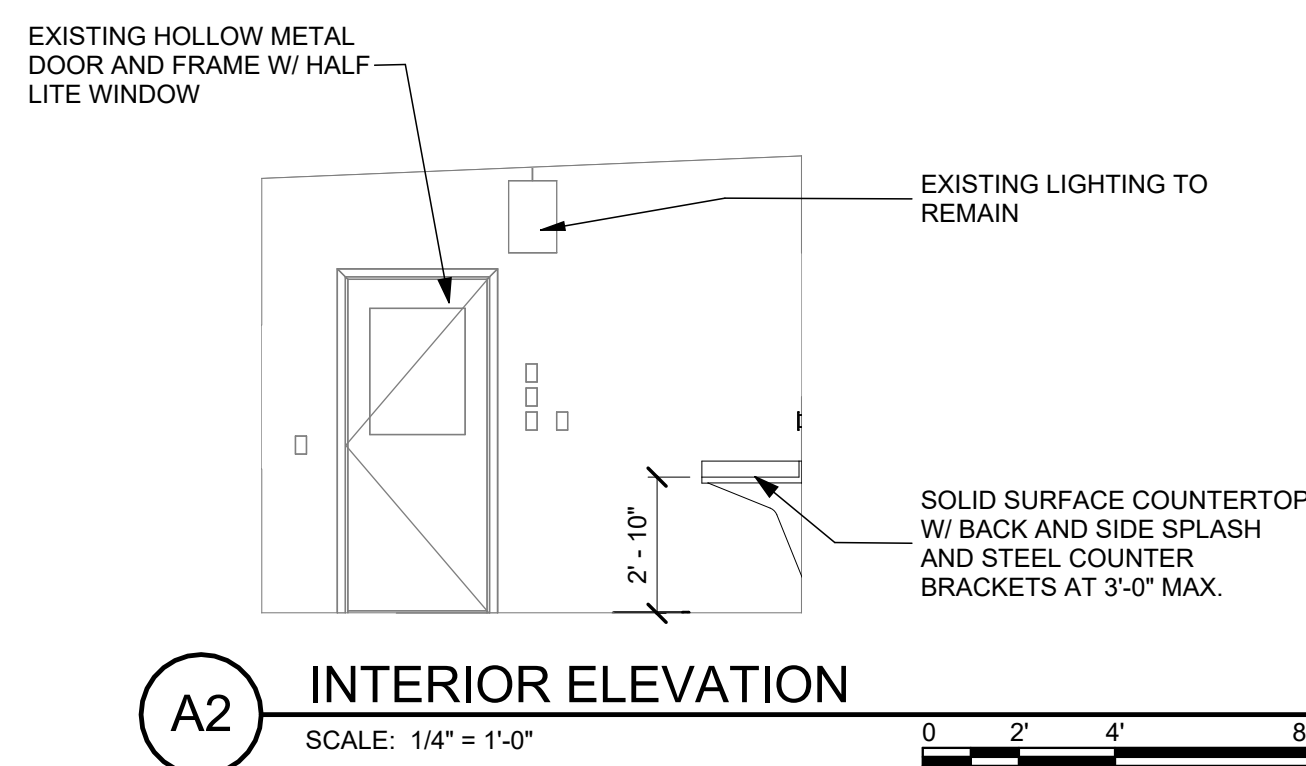 EXISTING HOLLOW METAL
DOOR AND FRAME W/ HALF
LITE WINDOW
EXISTING LIGHTING TO
REMAIN
2' - 10"
SOLID SURFACE COUNTERTOP
W/ BACK AND SIDE SPLASH
AND STEEL COUNTER
BRACKETS AT 3'-0" MAX.
A2
INTERIOR ELEVATION
SCALE: 1/4" = 1'-0"
0 2' 4' 8